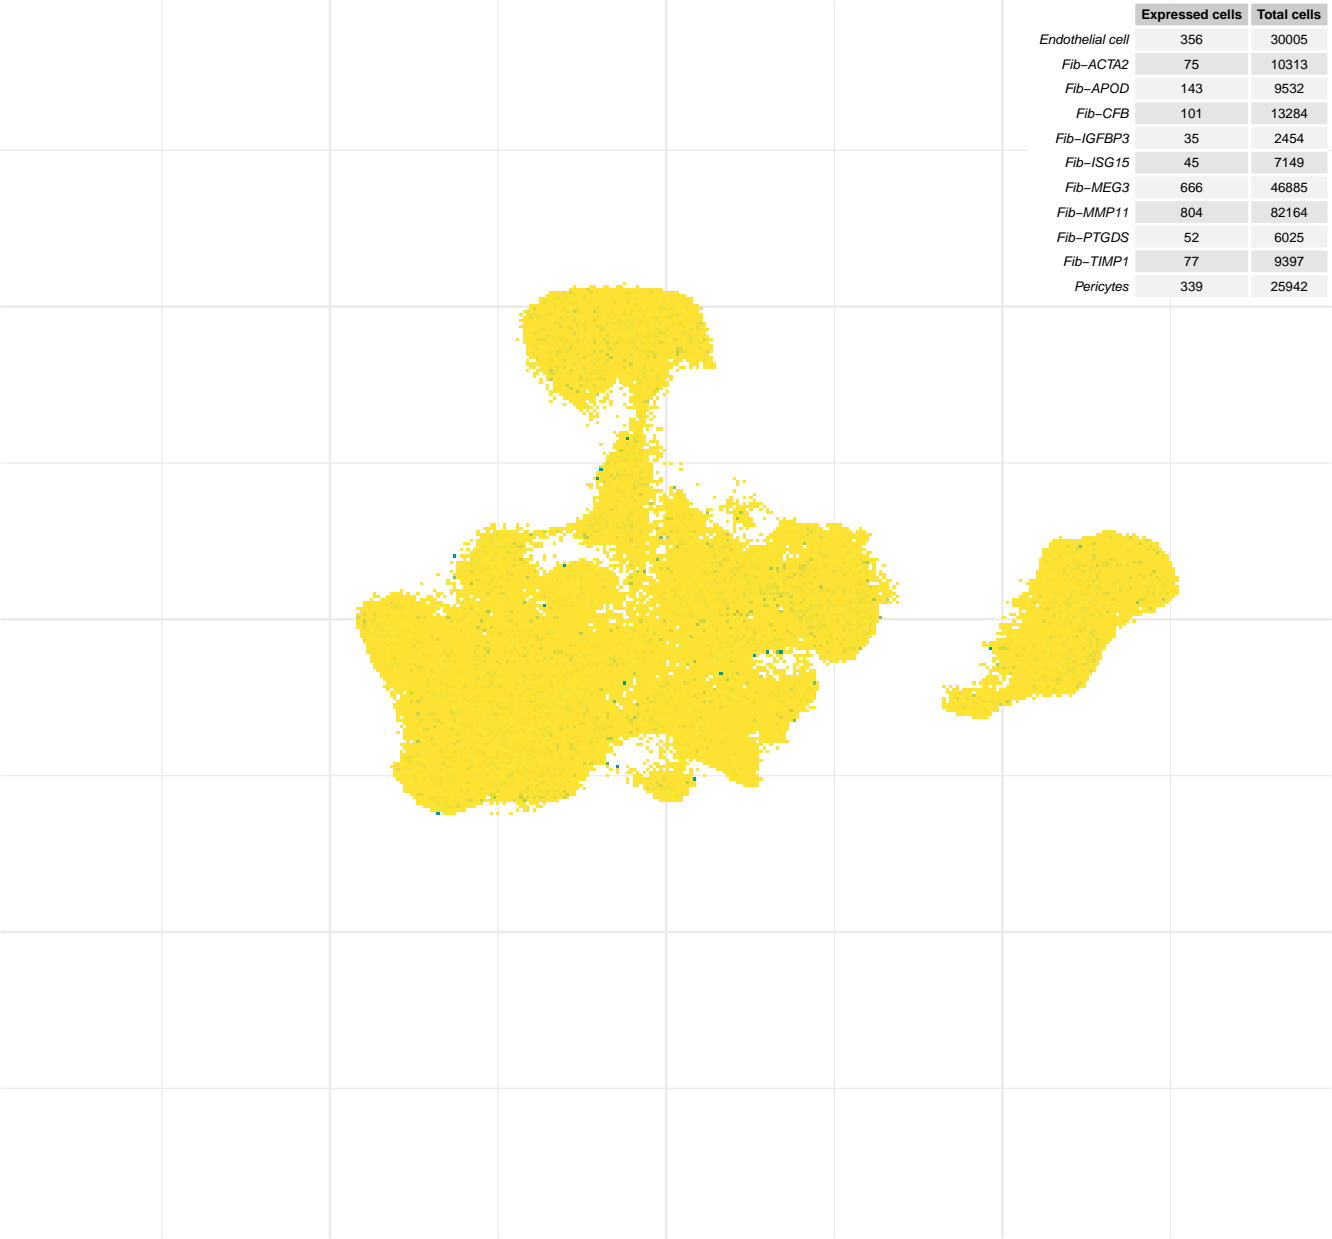 Expressed cells Total cells
Endothelial cell 356 30005
Fib−ACTA2 75 10313
Fib−APOD 143 9532
Fib−CFB 101 13284
Fib−IGFBP3 35 2454
Fib−ISG15 45 7149
Fib−MEG3 666 46885
Fib−MMP11 804 82164
Fib−PTGDS 52 6025
Fib−TIMP1 77 9397
Pericytes 339 25942